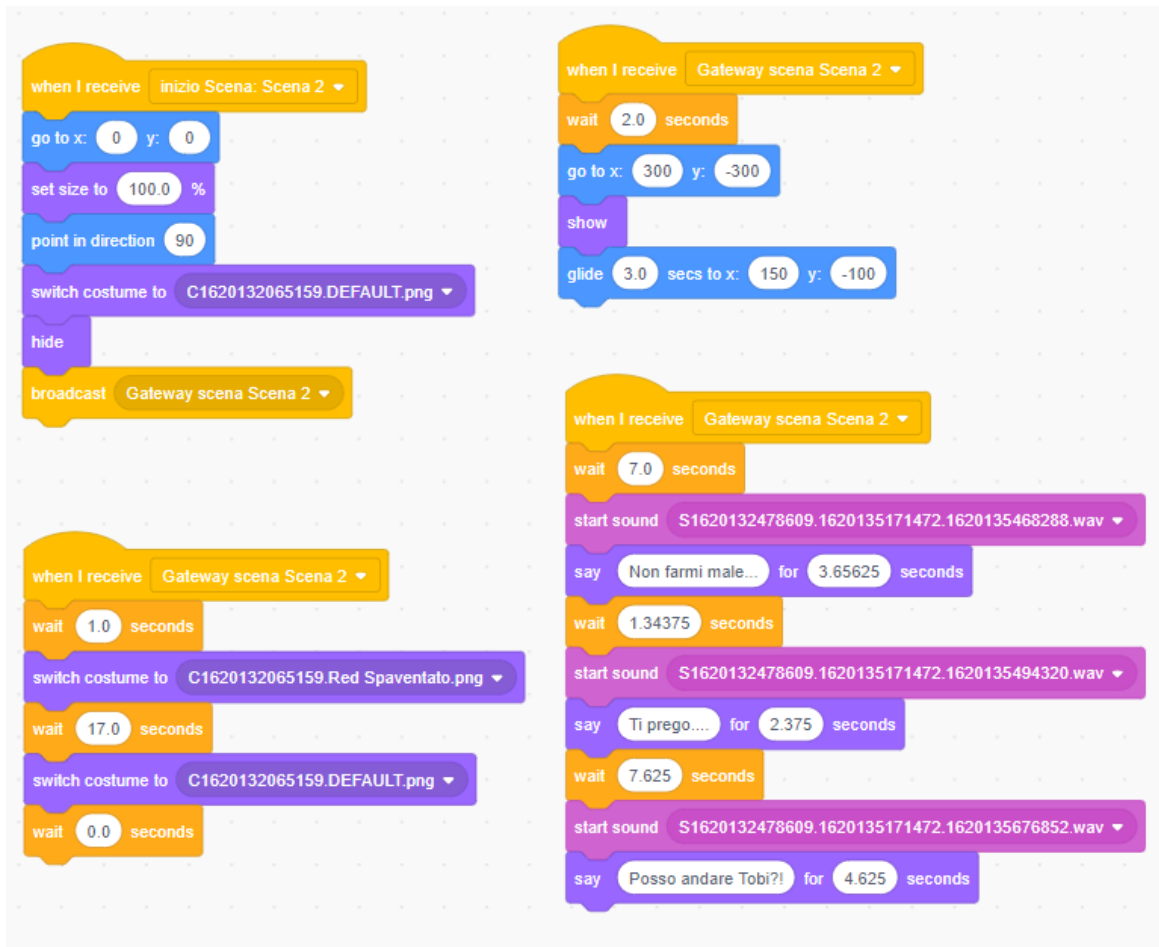 when I receive inizio Scena: Scena 2
go to x: 0 y: 0
set size to 100.0 %
point in direction 90
switch costume to C1620132065159.DEFAULT.png
hide
broadcast Gateway scena Scena 2
when I receive Gateway scena Scena 2
wait 1.0 seconds
switch costume to C1620132065159.Red Spaventato.png
wait 17.0 seconds
switch costume to C1620132065159.DEFAULT.png
wait 0.0 seconds
when I receive Gateway scena Scena 2
wait 2.0 seconds
go to x: 300 y: -300
show
glide 3.0 secs to x: 150 y: -100
when I receive Gateway scena Scena 2
wait 7.0 seconds
start sound S1620132478609.1620135171472.1620135468288.wav
say Non farmi male... for 3.65625 seconds
wait 1.34375 seconds
start sound S1620132478609.1620135171472.1620135494320.wav
say Ti prego.... for 2.375 seconds
wait 7.625 seconds
start sound S1620132478609.1620135171472.1620135676852.wav
say Posso andare Tobi?! for 4.625 seconds